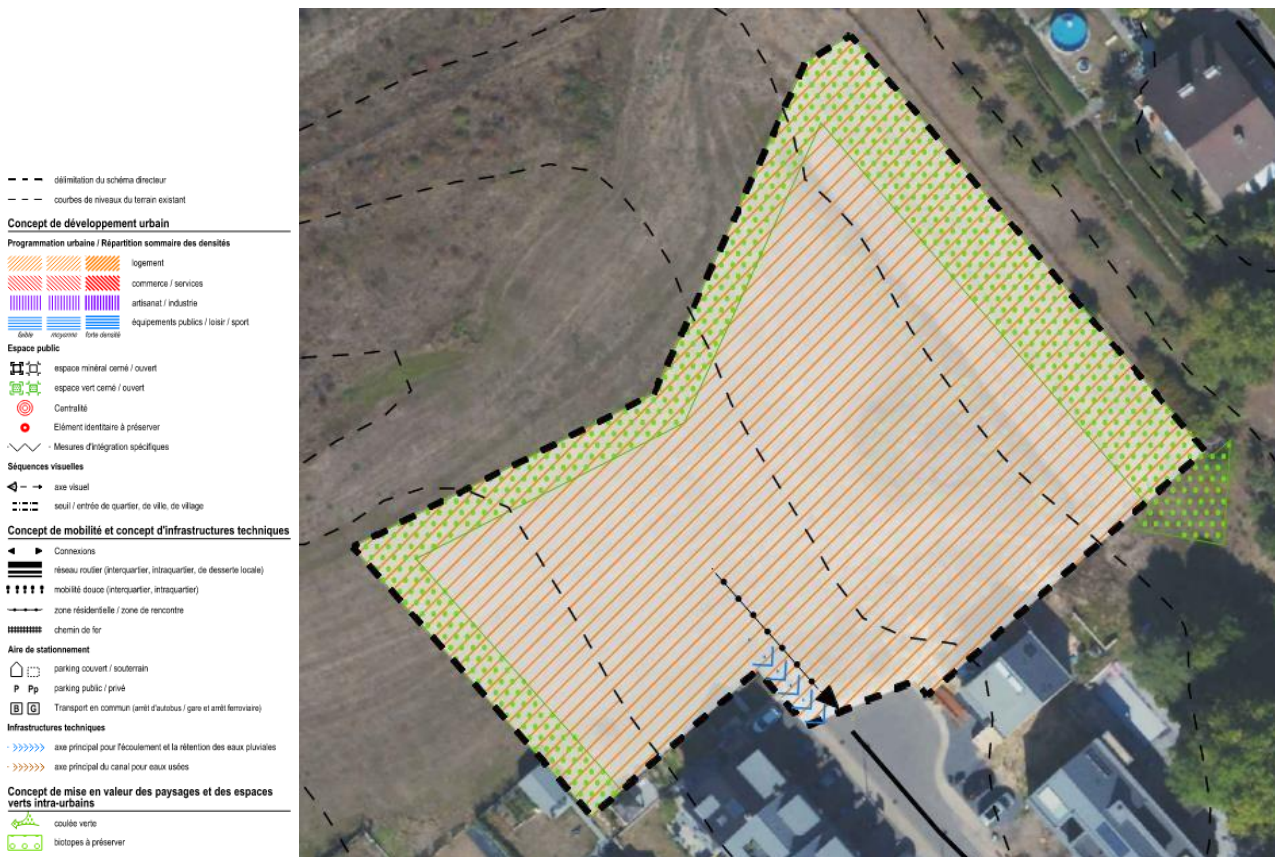 délimitation du schéma directeur
courbes de niveaux du terrain existant
Concept de développement urbain
Programmation urbaine / Répartition sommaire des densités
logement
commerce / services
artisanat / industrie
équipements publics / loisir / sport
faible moyenne forte densité
Espace public
espace minéral cerné / ouvert
espace vert cerné / ouvert
Centralité
Elément identitaire à préserver
Mesures d'intégration spécifiques
Séquences visuelles
axe visuel
seuil / entrée de quartier, de ville, de village
Concept de mobilité et concept d'infrastructures techniques
Connexions
réseau routier (interquartier, intraquartier, de desserte locale)
mobilité douce (interquartier, intraquartier)
zone résidentielle / zone de rencontre
chemin de fer
Aire de stationnement
parking couvert / souterrain
P Pp parking public / privé
B G Transport en commun (arrêt d'autobus / gare et arrêt ferroviaire)
Infrastructures techniques
axe principal pour l'écoulement et la rétention des eaux pluviales
axe principal du canal pour eaux usées
Concept de mise en valeur des paysages et des espaces
verts intra-urbains
coulée verte
biotopes à préserver